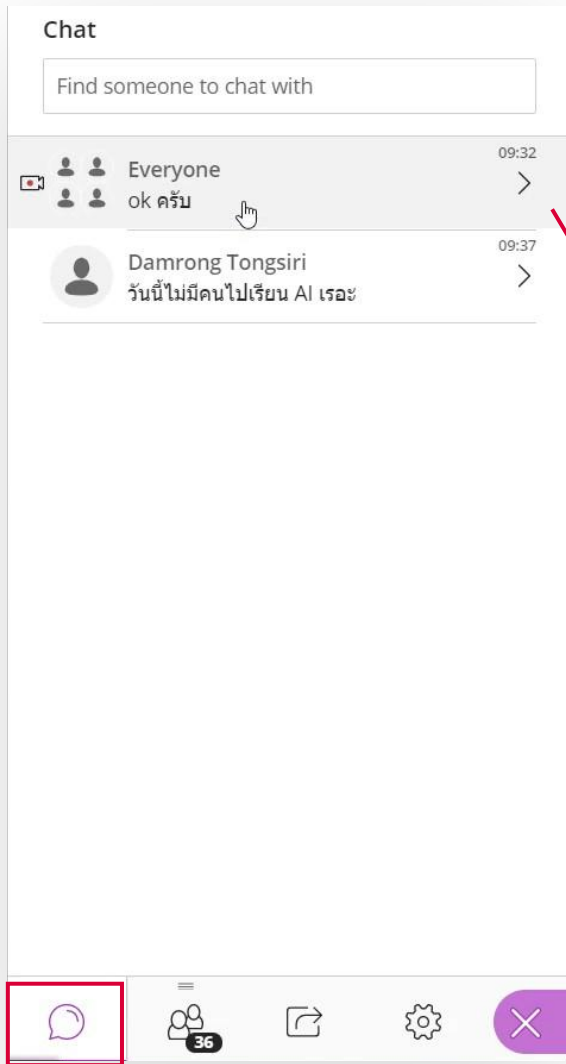 Chat
Find someone to chat with
09:32
Everyone
ok ครับ
09:37
Damrong Tongsiri
วันนี้ไม่มีคนไปเรียน AI เรอะ
36